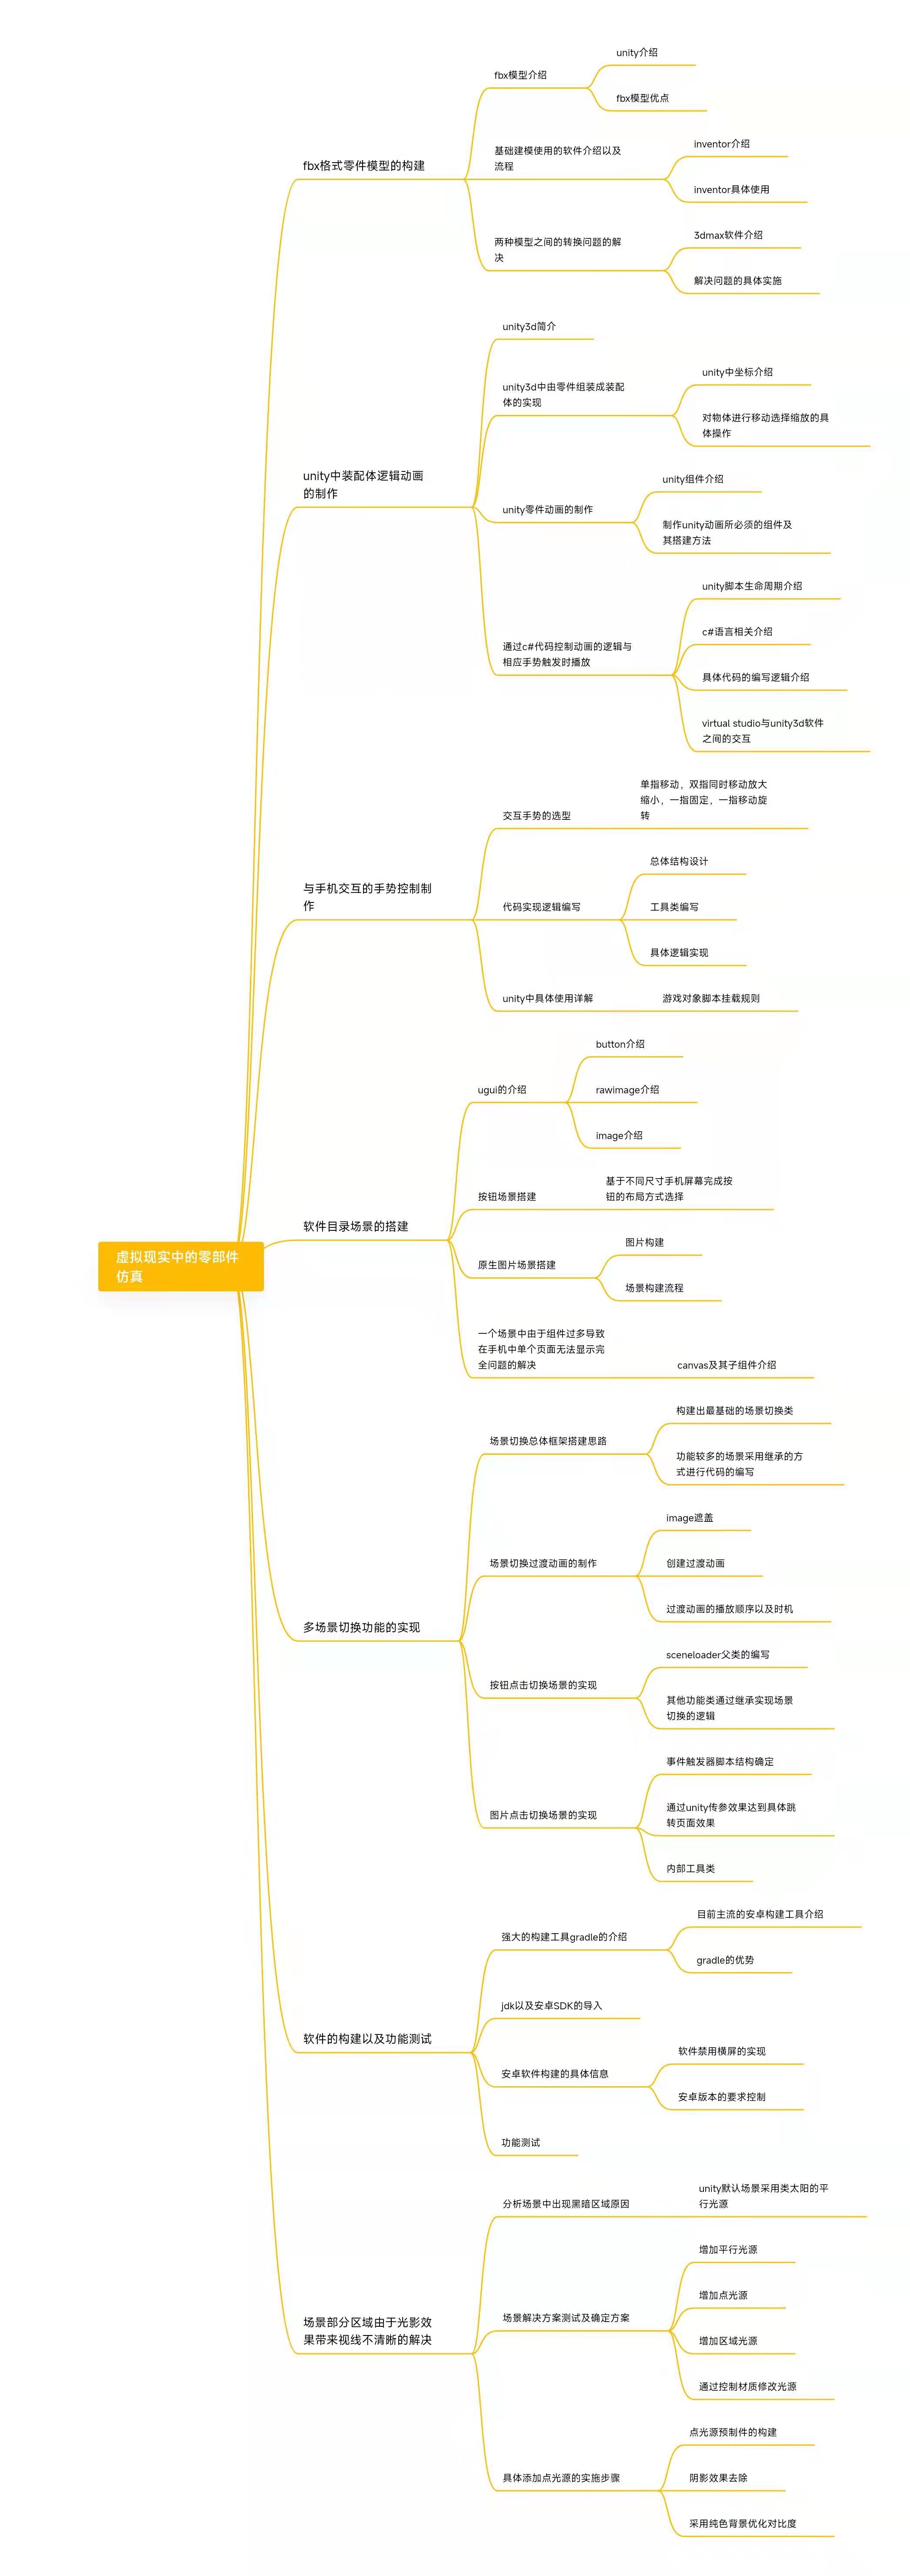 虚拟现实中的零部件
仿真
fbx格式零件模型的构建
fbx模型介绍
unity介绍
fbx模型优点
基础建模使用的软件介绍以及
流程
inventor介绍
inventor具体使用
两种模型之间的转换问题的解
决
3dmax软件介绍
解决问题的具体实施
unity中装配体逻辑动画
的制作
unity3d简介
unity3d中由零件组装成装配
体的实现
unity中坐标介绍
对物体进行移动选择缩放的具
体操作
unity零件动画的制作
unity组件介绍
制作unity动画所必须的组件及
其搭建方法
通过c#代码控制动画的逻辑与
相应手势触发时播放
unity脚本生命周期介绍
c#语言相关介绍
具体代码的编写逻辑介绍
virtual studio与unity3d软件
之间的交互
与手机交互的手势控制制
作
交互手势的选型
单指移动，双指同时移动放大
缩小，一指固定，一指移动旋
转
代码实现逻辑编写
总体结构设计
工具类编写
具体逻辑实现
unity中具体使用详解
游戏对象脚本挂载规则
软件目录场景的搭建
ugui的介绍
button介绍
rawimage介绍
image介绍
按钮场景搭建
基于不同尺寸手机屏幕完成按
钮的布局方式选择
原生图片场景搭建
图片构建
场景构建流程
一个场景中由于组件过多导致
在手机中单个页面无法显示完
全问题的解决
canvas及其子组件介绍
多场景切换功能的实现
场景切换总体框架搭建思路
构建出最基础的场景切换类
功能较多的场景采用继承的方
式进行代码的编写
场景切换过渡动画的制作
image遮盖
创建过渡动画
过渡动画的播放顺序以及时机
按钮点击切换场景的实现
sceneloader父类的编写
其他功能类通过继承实现场景
切换的逻辑
图片点击切换场景的实现
事件触发器脚本结构确定
通过unity传参效果达到具体跳
转页面效果
内部工具类
软件的构建以及功能测试
强大的构建工具gradle的介绍
目前主流的安卓构建工具介绍
gradle的优势
jdk以及安卓SDK的导入
安卓软件构建的具体信息
软件禁用横屏的实现
安卓版本的要求控制
功能测试
场景部分区域由于光影效
果带来视线不清晰的解决
分析场景中出现黑暗区域原因
unity默认场景采用类太阳的平
行光源
场景解决方案测试及确定方案
增加平行光源
增加点光源
增加区域光源
通过控制材质修改光源
具体添加点光源的实施步骤
点光源预制件的构建
阴影效果去除
采用纯色背景优化对比度